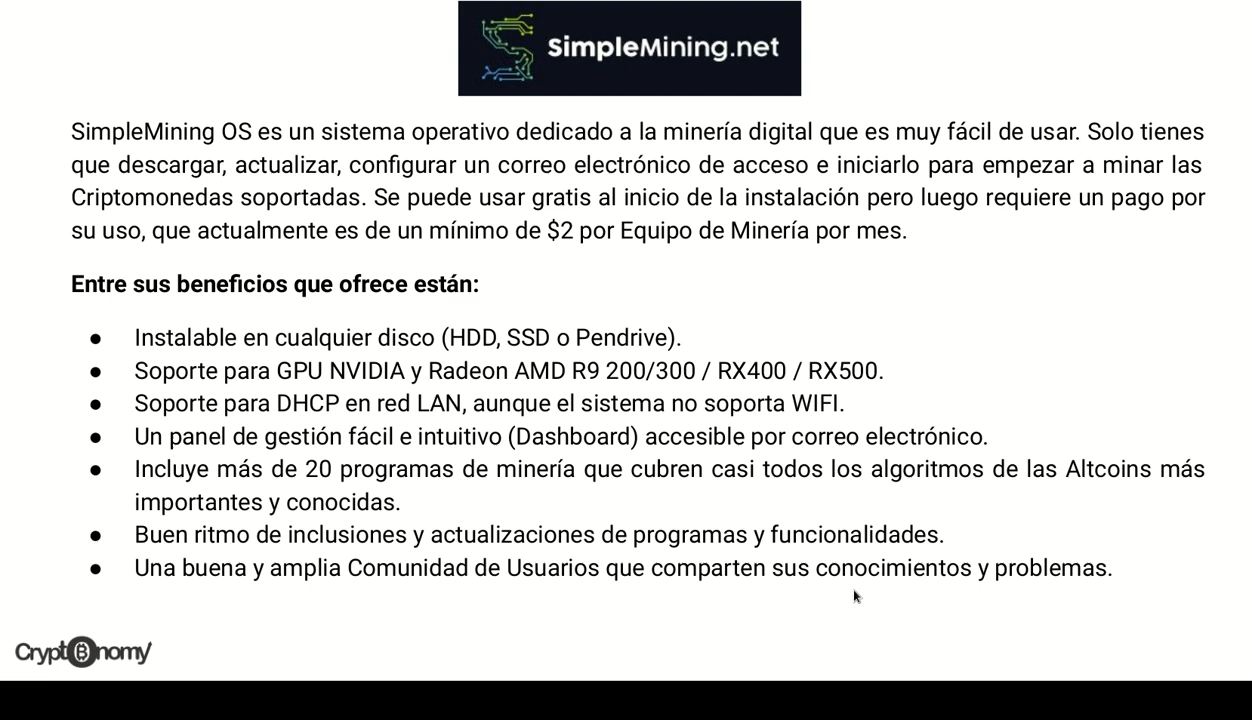 SimpleMining.net
SimpleMining OS es un sistema operativo dedicado a la minería digital que es muy fácil de usar. Solo tienes
que descargar, actualizar, configurar un correo electrónico de acceso e iniciarlo para empezar a minar las
Criptomonedas soportadas. Se puede usar gratis al inicio de la instalación pero luego requiere un pago por
su uso, que actualmente es de un mínimo de $2 por Equipo de Minería por mes.
Entre sus beneficios que ofrece están:
● Instalable en cualquier disco (HDD, SSD o Pendrive).
● Soporte para GPU NVIDIA y Radeon AMD R9 200/300 / RX400 / RX500.
● Soporte para DHCP en red LAN, aunque el sistema no soporta WIFI.
● Un panel de gestión fácil e intuitivo (Dashboard) accesible por correo electrónico.
● Incluye más de 20 programas de minería que cubren casi todos los algoritmos de las Altcoins más
importantes y conocidas.
● Buen ritmo de inclusiones y actualizaciones de programas y funcionalidades.
● Una buena y amplia Comunidad de Usuarios que comparten sus conocimientos y problemas.
Crypt₿nomy